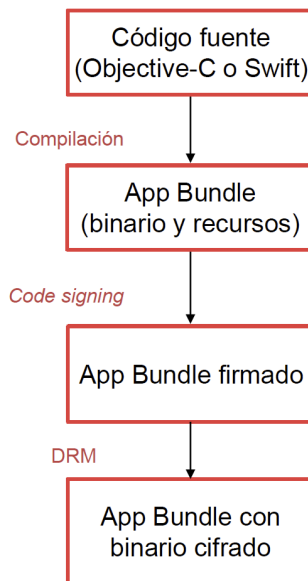 Código fuente
(Objective-C o Swift)
Compilación
App Bundle
(binario y recursos)
Code signing
App Bundle firmado
DRM
App Bundle con
binario cifrado